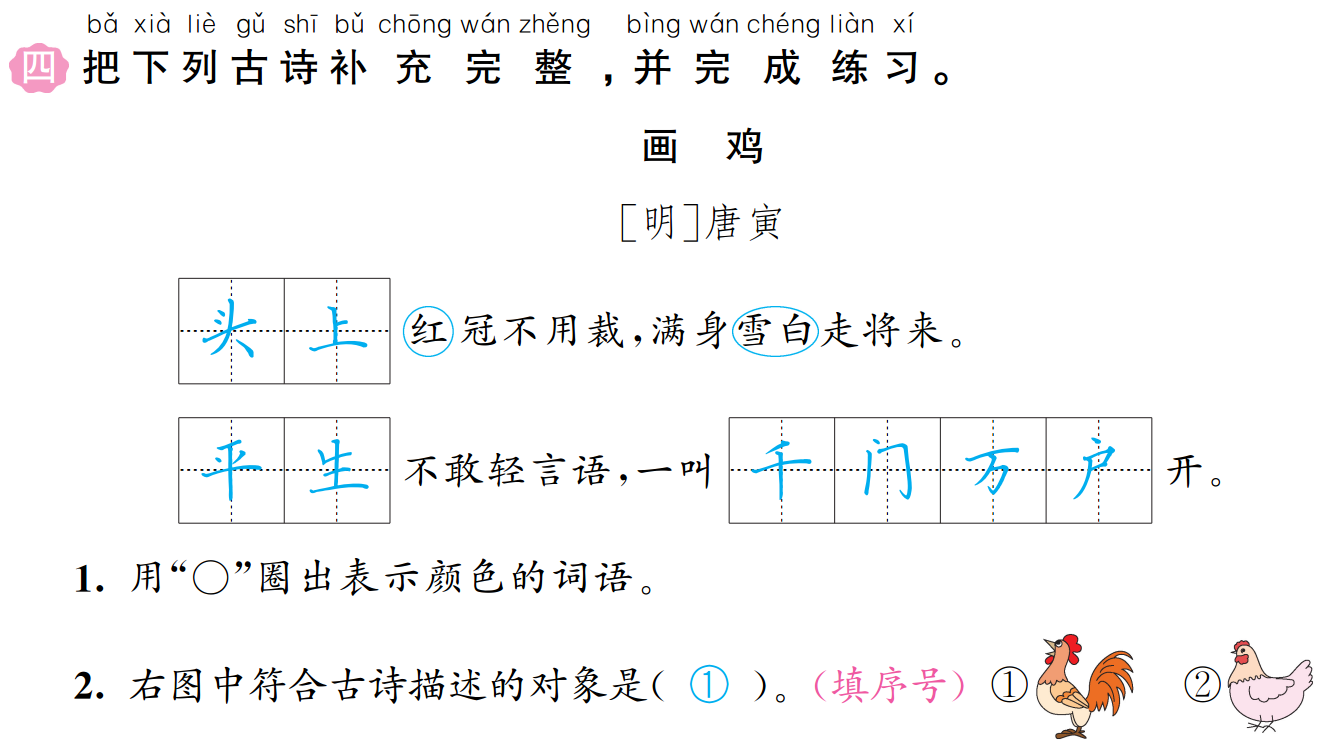 bǎ xià liè gǔ shī bǔ chōng wán zhěng bìng wán chéng liàn xí
四 把下列古诗补充完整,并完成练习。
画 鸡
[明]唐寅
头上红冠不用裁,满身雪白走将来。
平生不敢轻言语,一叫千门万户开。
1. 用“○”圈出表示颜色的词语。
2. 右图中符合古诗描述的对象是( ① )。(填序号) ① ②